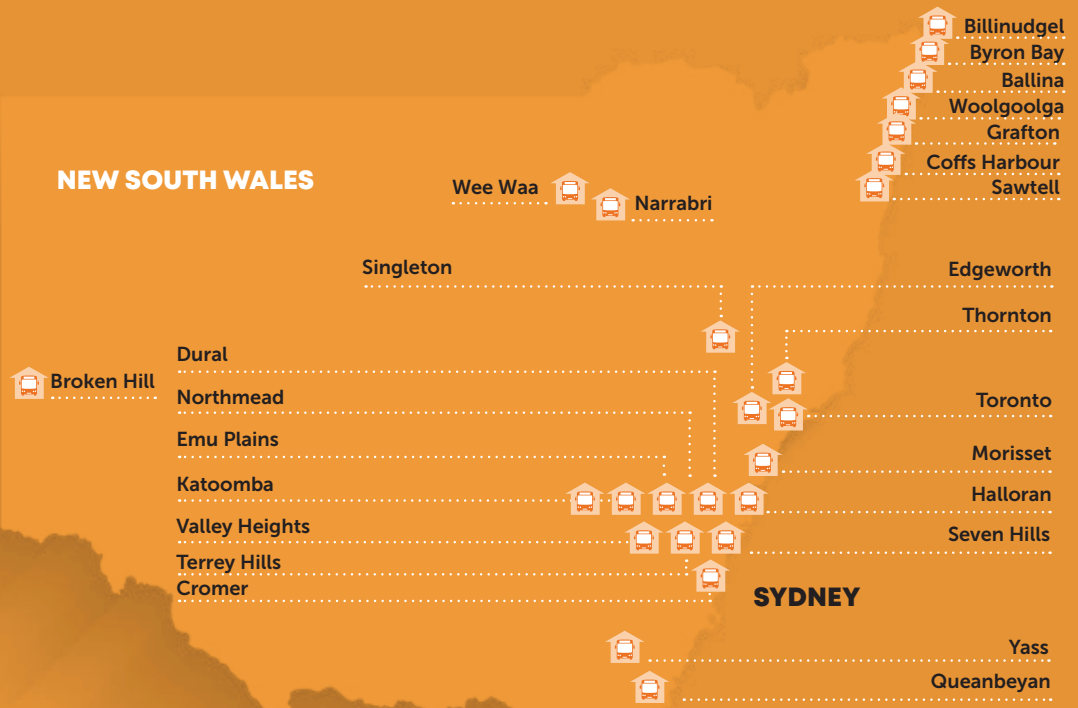 Billinudgel
Byron Bay
Ballina
Woolgoolga
Grafton
Coffs Harbour
Sawtell
NEW SOUTH WALES
Wee Waa
Narrabri
Singleton
Edgeworth
Thornton
Dural
Broken Hill
Northmead
Toronto
Emu Plains
Morisset
Katoomba
Halloran
Valley Heights
Seven Hills
Terrey Hills
Cromer
SYDNEY
Yass
Queanbeyan